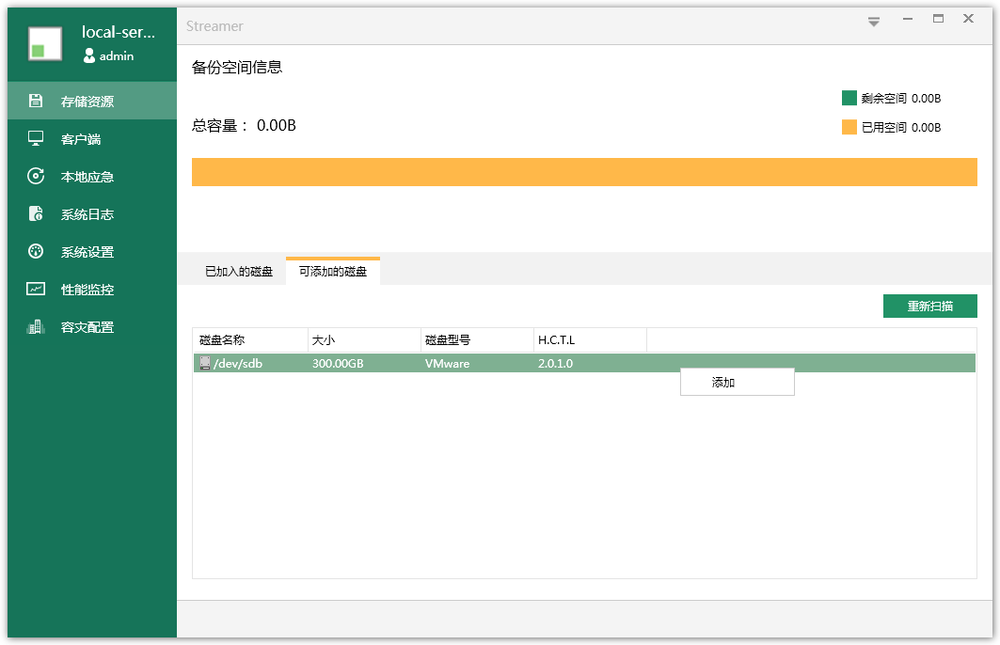 local-ser...
admin
Streamer
存储资源
客户端
本地应急
系统日志
系统设置
性能监控
容灾配置
备份空间信息
总容量： 0.00B
剩余空间 0.00B
已用空间 0.00B
已加入的磁盘 可添加的磁盘
重新扫描
磁盘名称 大小 磁盘型号 H.C.T.L
/dev/sdb 300.00GB VMware 2.0.1.0
添加